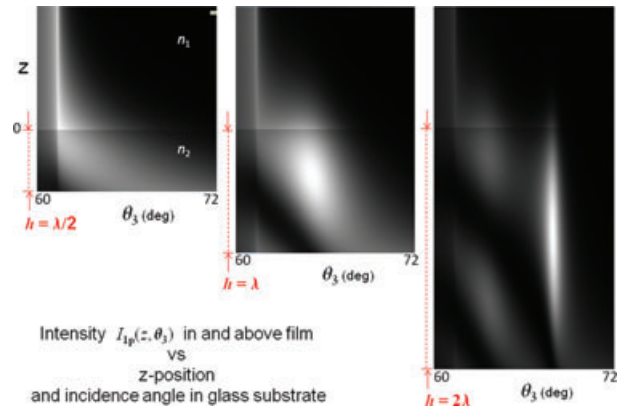 n₁
z
0
n₂
60 72
θ₃ (deg)
h = λ/2
60 72
θ₃ (deg)
h = λ
60 72
θ₃ (deg)
h = 2λ
Intensity I₁ₚ(z, θ₃) in and above film
vs
z-position
and incidence angle in glass substrate